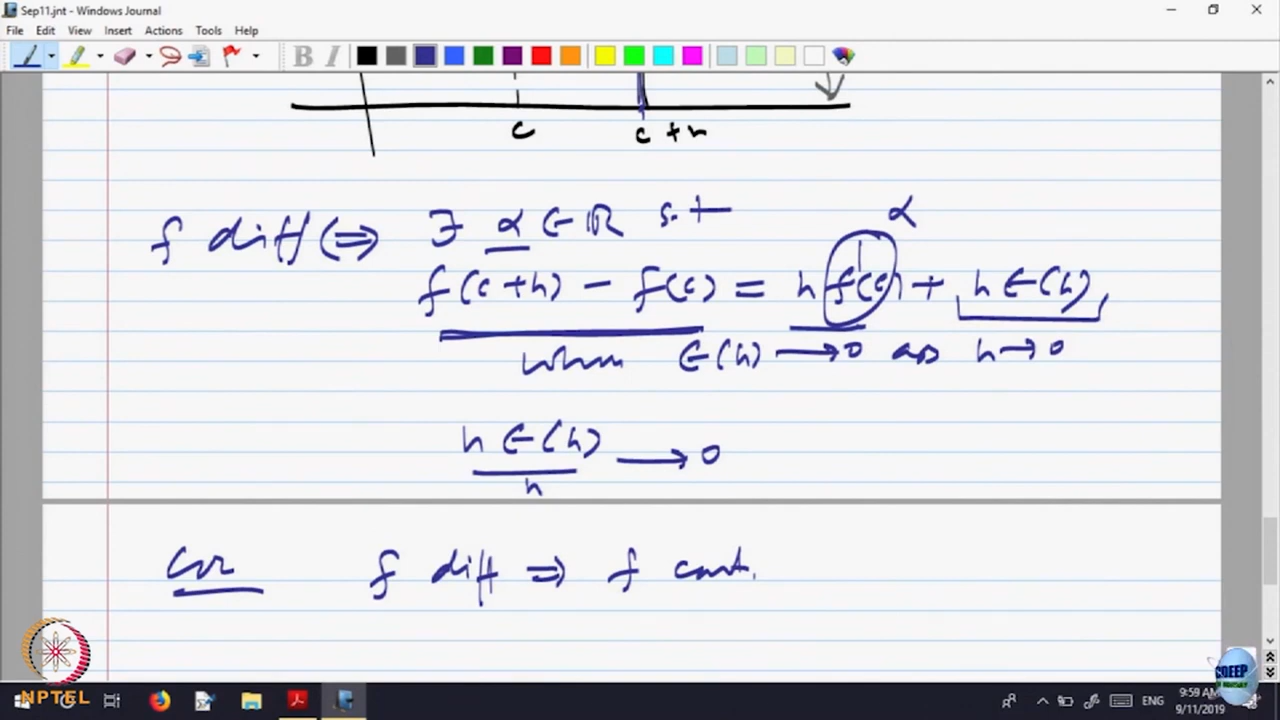 Sep11.jnt - Windows Journal
File Edit View Insert Actions Tools Help
B I
c c + h
f diff ⟺ ∃ α ∈ ℝ s.t α
f(c+h) - f(c) = h f'(c) + h ∈(h),
when ∈(h) → 0 as h → 0
h ∈(h) → 0
h
Cor f diff ⇒ f cont.
NPTEL
CDEEP
ENG
9:59 AM
9/11/2019